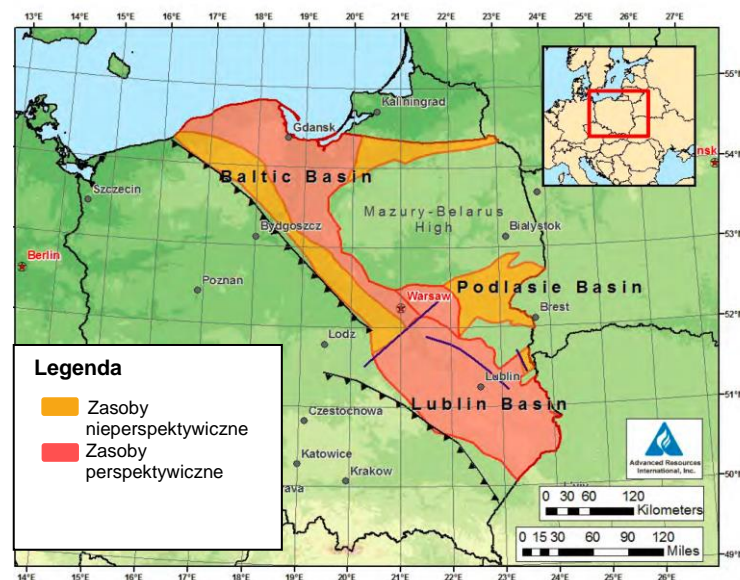 13°E 14°E 15°E 16°E 17°E 18°E 19°E 20°E 21°E 22°E 23°E 24°E 25°E 26°E
55°
54°
53°
52°
51°
50°
49°
Kaliningrad
Gdansk
Baltic Basin
Szczecin
nsk
Mazury-Belarus
High
Bydgoszcz
Bialystok
Berlin
Poznan
Podlasie Basin
Warsaw
Brest
Lodz
Lublin
Lublin Basin
Legenda
Zasoby
nieperspektywiczne
Zasoby
perspektywiczne
Czestochowa
Katowice
Krakow
rava
Advanced Resources
International, Inc.
0 30 60 120
Kilometers
0 15 30 60 90 120
Miles
14°E 15°E 16°E 17°E 18°E 19°E 20°E 21°E 22°E 23°E 24°E